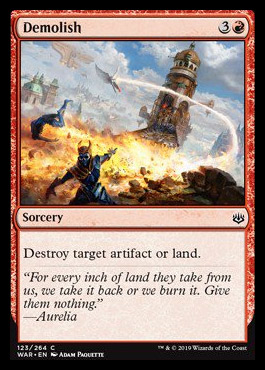 Demolish 3
Sorcery
Destroy target artifact or land.
“For every inch of land they take from
us, we take it back or we burn it. Give
them nothing.”
—Aurelia
123/264 C
WAR • EN Adam Paquette
™ & © 2019 Wizards of the Coast